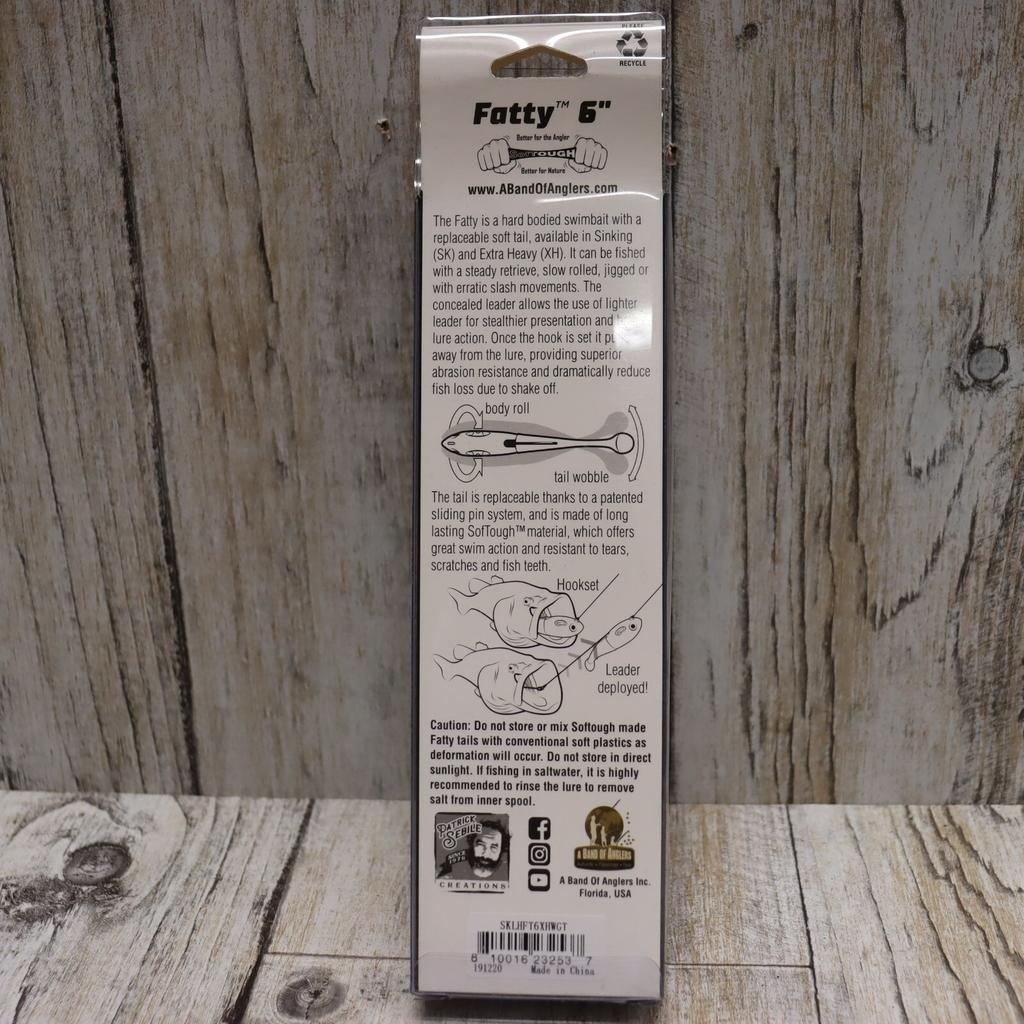 PLEASE
RECYCLE
Fatty™ 6"
Better for the Angler
SofTOUGH
Better for Nature
www.ABandOfAnglers.com
The Fatty is a hard bodied swimbait with a
replaceable soft tail, available in Sinking
(SK) and Extra Heavy (XH). It can be fished
with a steady retrieve, slow rolled, jigged or
with erratic slash movements. The
concealed leader allows the use of lighter
leader for stealthier presentation and
lure action. Once the hook is set it
away from the lure, providing superior
abrasion resistance and dramatically reduce
fish loss due to shake off.
body roll
tail wobble
The tail is replaceable thanks to a patented
sliding pin system, and is made of long
lasting SofTough™ material, which offers
great swim action and resistant to tears,
scratches and fish teeth.
Hookset
Leader
deployed!
Caution: Do not store or mix Softough made
Fatty tails with conventional soft plastics as
deformation will occur. Do not store in direct
sunlight. If fishing in saltwater, it is highly
recommended to rinse the lure to remove
salt from inner spool.
PATRICK
SEBILE
SINCE
1976
CREATIONS
A BAND OF ANGLERS
A Band Of Anglers Inc.
Florida, USA
SKLHFT6XHWGT
8 10016 23253 7
191220 Made in China